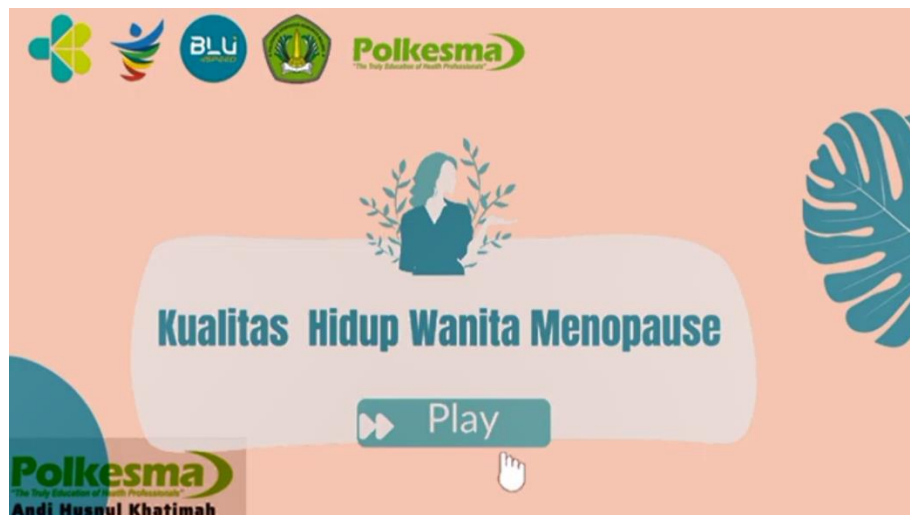 BLU
SPEED
Polkesma
"The Truly Education of Health Professionals"
Kualitas Hidup Wanita Menopause
Play
Polkesma
"The Truly Education of Health Professionals"
Andi Husnul Khatimah